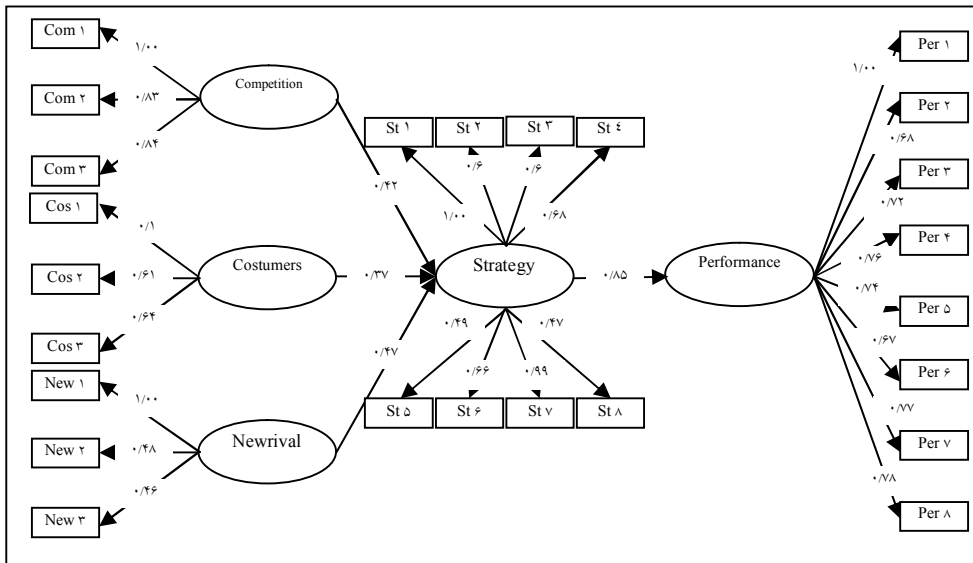 Com ۱
۱/۰۰
Com ۲
۰/۸۳
Com ۳
۰/۸۴
Competition
۰/۴۲
Cos ۱
۰/۱
Cos ۲
۰/۶۱
Cos ۳
۰/۶۴
Costumers
۰/۳۷
New ۱
۱/۰۰
New ۲
۰/۴۸
New ۳
۰/۴۶
Newrival
۰/۴۷
St ۱
St ۲
St ۳
St ٤
۱/۰۰
۰/۶
۰/۶
۰/۶۸
Strategy
۰/۸۵
۰/۴۹
۰/۶۶
۰/۹۹
۰/۴۷
St ۵
St ۶
St ۷
St ۸
Performance
Per ۱
۱/۰۰
Per ۲
۰/۶۸
Per ۳
۰/۷۲
Per ۴
۰/۷۶
۰/۷۴
Per ۵
۰/۶۷
Per ۶
۰/۷۷
Per ۷
۰/۷۸
Per ۸